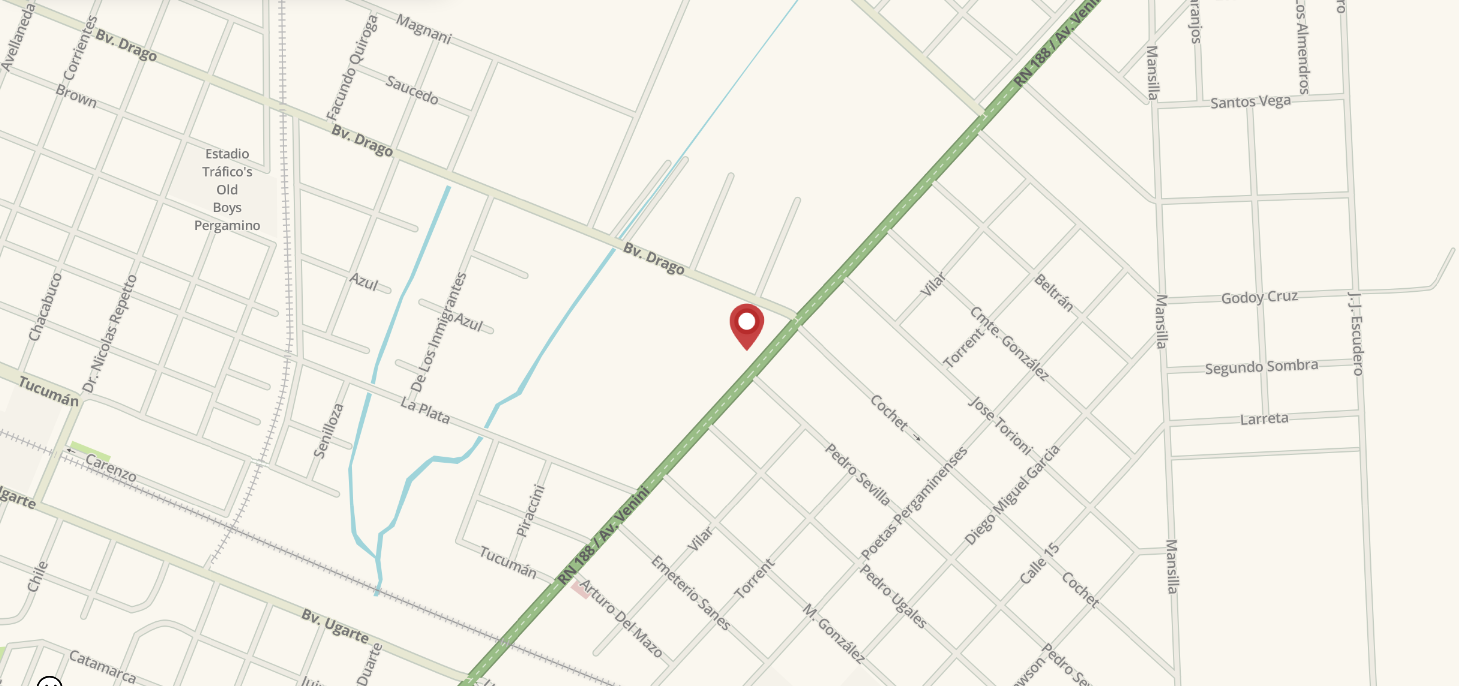 Avellaneda
Corrientes
Bv. Drago
Brown
Facundo Quiroga
Magnani
Saucedo
Bv. Drago
RN 188 / Av. Venini
Mansilla
Los Almendros
Santos Vega
Estadio
Tráfico's
Old
Boys
Pergamino
Bv. Drago
Chacabuco
Dr. Nicolas Repetto
Azul
De Los Inmigrantes
Azul
Vilar
Beltrán
Cmte. González
Torrent
Mansilla
Godoy Cruz
J. J. Escudero
Segundo Sombra
Larreta
Tucumán
Senilloza
La Plata
Cochet
Jose Torioni
Carenzo
Pedro Sevilla
Poetas Pergaminenses
Diego Miguel Garcia
Piraccini
RN 188 / Av. Venini
Vilar
Tucumán
Emeterio Sanes
Torrent
Pedro Ugales
Calle 15
Cochet
Mansilla
Chile
Arturo Del Mazo
M. González
Bv. Ugarte
Catamarca